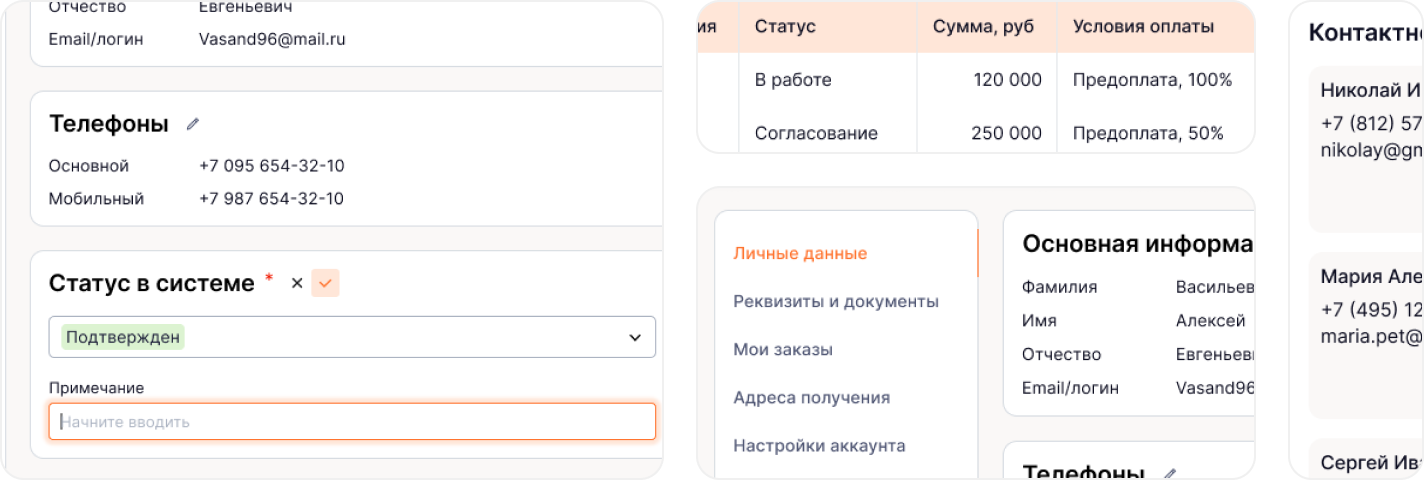 Отчество Евгеньевич
Email/логин Vasand96@mail.ru
Телефоны
Основной +7 095 654-32-10
Мобильный +7 987 654-32-10
Статус в системе *
Подтвержден
Примечание
Начните вводить
ия Статус Сумма, руб Условия оплаты
В работе 120 000 Предоплата, 100%
Согласование 250 000 Предоплата, 50%
Личные данные
Реквизиты и документы
Мои заказы
Адреса получения
Настройки аккаунта
Основная информа
Фамилия Васильев
Имя Алексей
Отчество Евгеньев
Email/логин Vasand96
Телефоны
Контактн
Николай И
+7 (812) 57
nikolay@gm
Мария Але
+7 (495) 12
maria.pet@
Сергей Ив